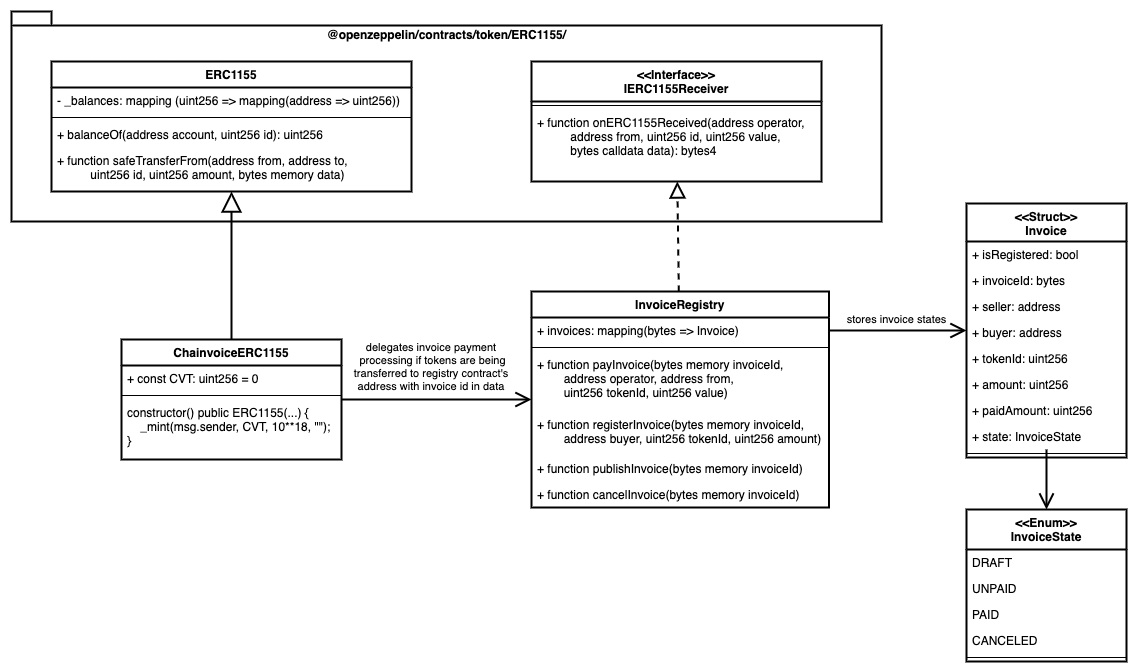 @openzeppelin/contracts/token/ERC1155/
ERC1155
- _balances: mapping (uint256 => mapping(address => uint256))
+ balanceOf(address account, uint256 id): uint256
+ function safeTransferFrom(address from, address to,
uint256 id, uint256 amount, bytes memory data)
<<Interface>>
IERC1155Receiver
+ function onERC1155Received(address operator,
address from, uint256 id, uint256 value,
bytes calldata data): bytes4
ChainvoiceERC1155
+ const CVT: uint256 = 0
constructor() public ERC1155(...) {
_mint(msg.sender, CVT, 10**18, "");
}
delegates invoice payment
processing if tokens are being
transferred to registry contract's
address with invoice id in data
InvoiceRegistry
+ invoices: mapping(bytes => Invoice)
+ function payInvoice(bytes memory invoiceId,
address operator, address from,
uint256 tokenId, uint256 value)
+ function registerInvoice(bytes memory invoiceId,
address buyer, uint256 tokenId, uint256 amount)
+ function publishInvoice(bytes memory invoiceId)
+ function cancelInvoice(bytes memory invoiceId)
stores invoice states
<<Struct>>
Invoice
+ isRegistered: bool
+ invoiceId: bytes
+ seller: address
+ buyer: address
+ tokenId: uint256
+ amount: uint256
+ paidAmount: uint256
+ state: InvoiceState
<<Enum>>
InvoiceState
DRAFT
UNPAID
PAID
CANCELED